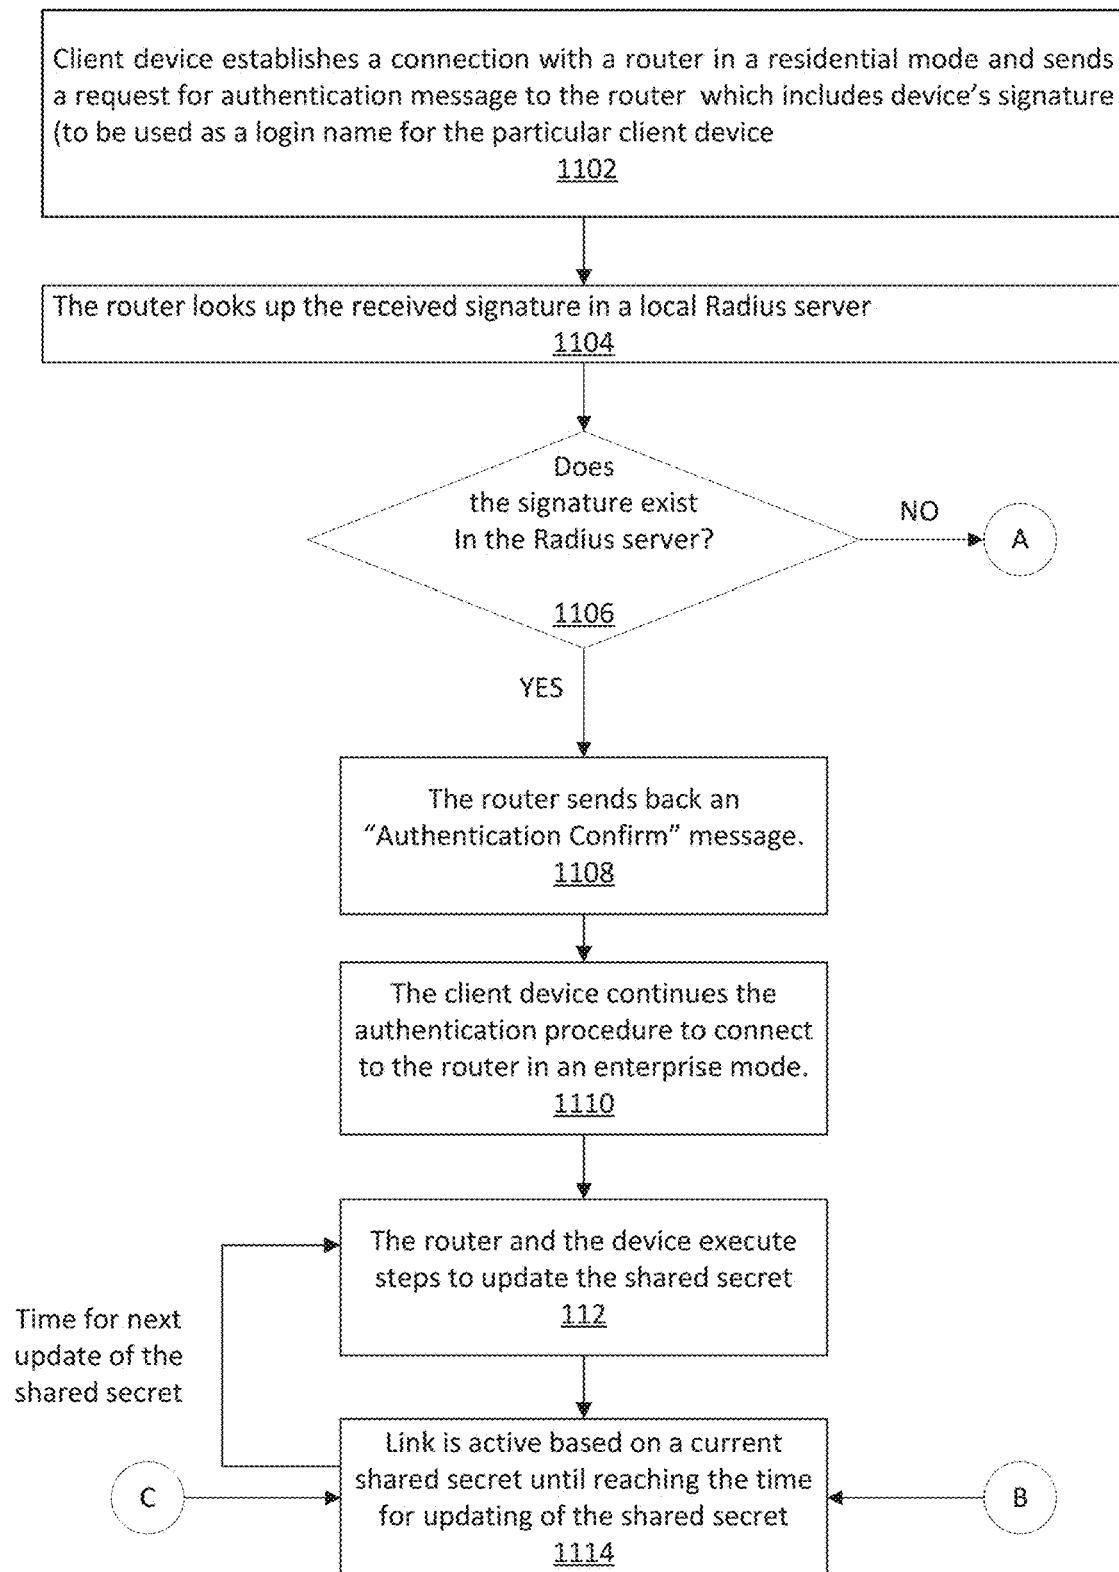 Client device establishes a connection with a router in a residential mode and sends
a request for authentication message to the router which includes device's signature
(to be used as a login name for the particular client device
1102
The router looks up the received signature in a local Radius server
1104
Does
the signature exist
In the Radius server?
1106
NO
A
YES
The router sends back an
“Authentication Confirm” message.
1108
The client device continues the
authentication procedure to connect
to the router in an enterprise mode.
1110
The router and the device execute
steps to update the shared secret
112
Time for next
update of the
shared secret
Link is active based on a current
shared secret until reaching the time
for updating of the shared secret
1114
C
B